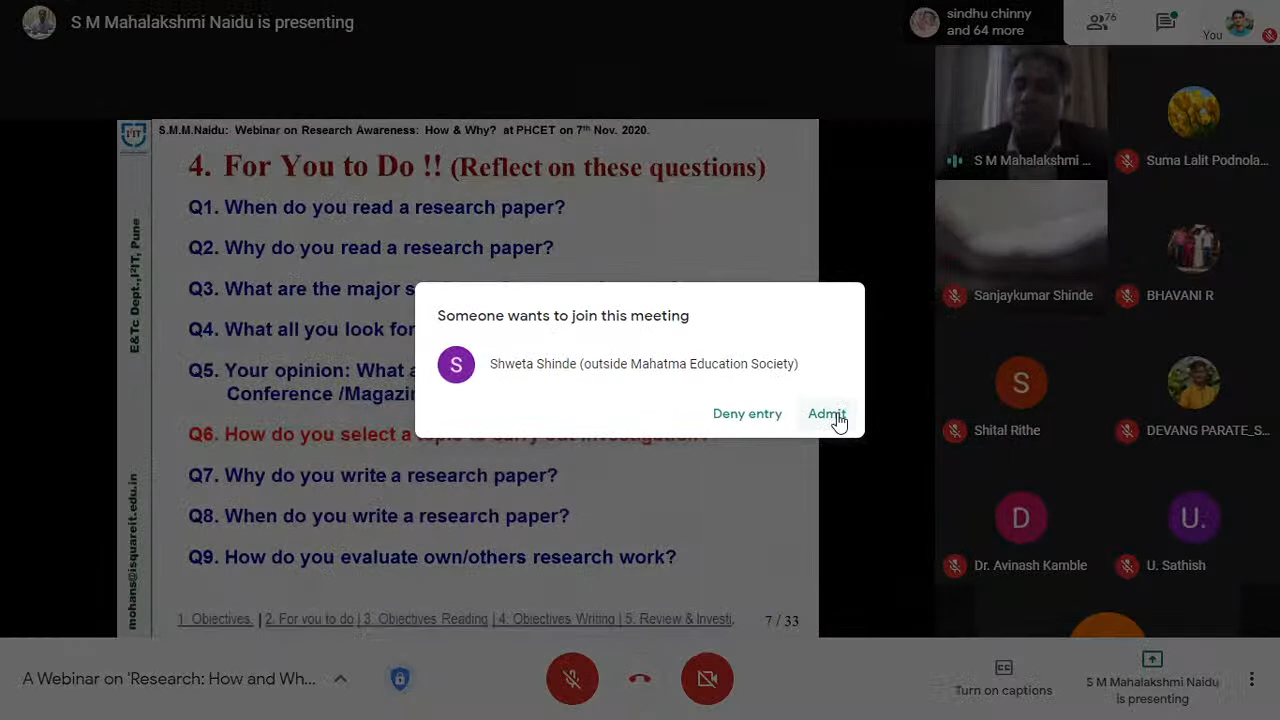 S M Mahalakshmi Naidu is presenting
sindhu chinny
and 64 more
76
You
S.M.M.Naidu: Webinar on Research Awareness: How & Why? at PHCET on 7th Nov. 2020.
4. For You to Do !! (Reflect on these questions)
Q1. When do you read a research paper?
Q2. Why do you read a research paper?
Q3. What are the major s
Q4. What all you look for
Q5. Your opinion: What a
Conference /Magazin
Q6. How do you select a topic to carry out investigation?
Q7. Why do you write a research paper?
Q8. When do you write a research paper?
Q9. How do you evaluate own/others research work?
1. Objectives. | 2. For you to do | 3. Objectives Reading | 4. Objectives Writing | 5. Review & Investi.
7 / 33
E&Tc Dept., I²IT, Pune
mohans@isquareit.edu.in
Someone wants to join this meeting
S
Shweta Shinde (outside Mahatma Education Society)
Deny entry
Admit
S M Mahalakshmi ...
Suma Lalit Podnola...
Sanjaykumar Shinde
BHAVANI R
S
Shital Rithe
DEVANG PARATE_S...
D
Dr. Avinash Kamble
U.
U. Sathish
A Webinar on 'Research: How and Wh...
Turn on captions
S M Mahalakshmi Naidu
is presenting